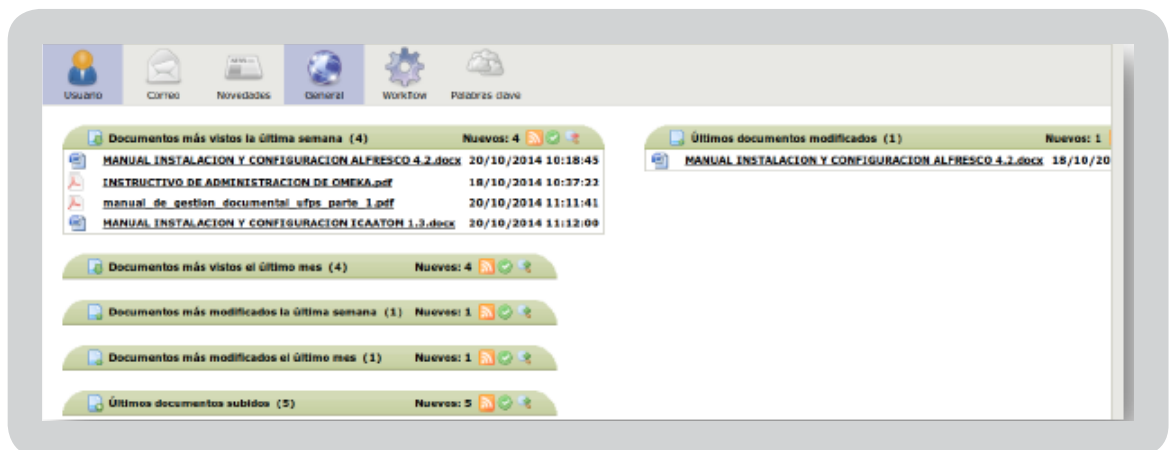 Usuario Correo Novedades General Workflow Palabras clave
Documentos más vistos la última semana (4) Nuevos: 4
MANUAL INSTALACION Y CONFIGURACION ALFRESCO 4.2.docx 20/10/2014 10:18:45
INSTRUCTIVO DE ADMINISTRACION DE OMEKA.pdf 18/10/2014 10:37:22
manual_de_gestion_documental_ufps_parte_1.pdf 20/10/2014 11:11:41
MANUAL INSTALACION Y CONFIGURACION ICAATOM 1.3.docx 20/10/2014 11:12:00
Documentos más vistos el último mes (4) Nuevos: 4
Documentos más modificados la última semana (1) Nuevos: 1
Documentos más modificados el último mes (1) Nuevos: 1
Últimos documentos subidos (5) Nuevos: 5
Últimos documentos modificados (1) Nuevos: 1
MANUAL INSTALACION Y CONFIGURACION ALFRESCO 4.2.docx 18/10/20